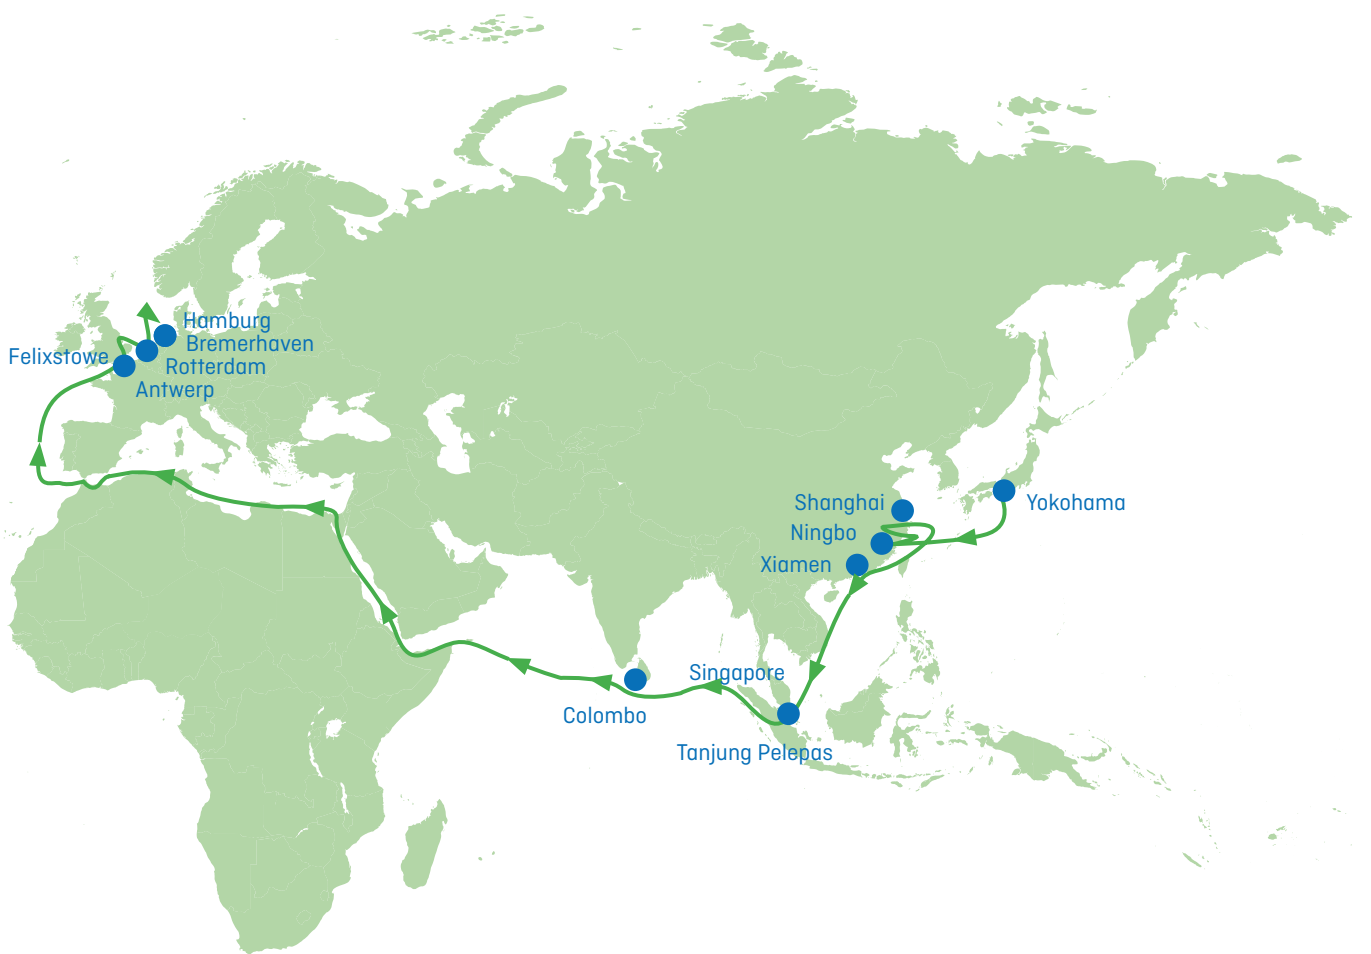 Hamburg
Bremerhaven
Felixstowe
Rotterdam
Antwerp
Shanghai
Yokohama
Ningbo
Xiamen
Singapore
Colombo
Tanjung Pelepas